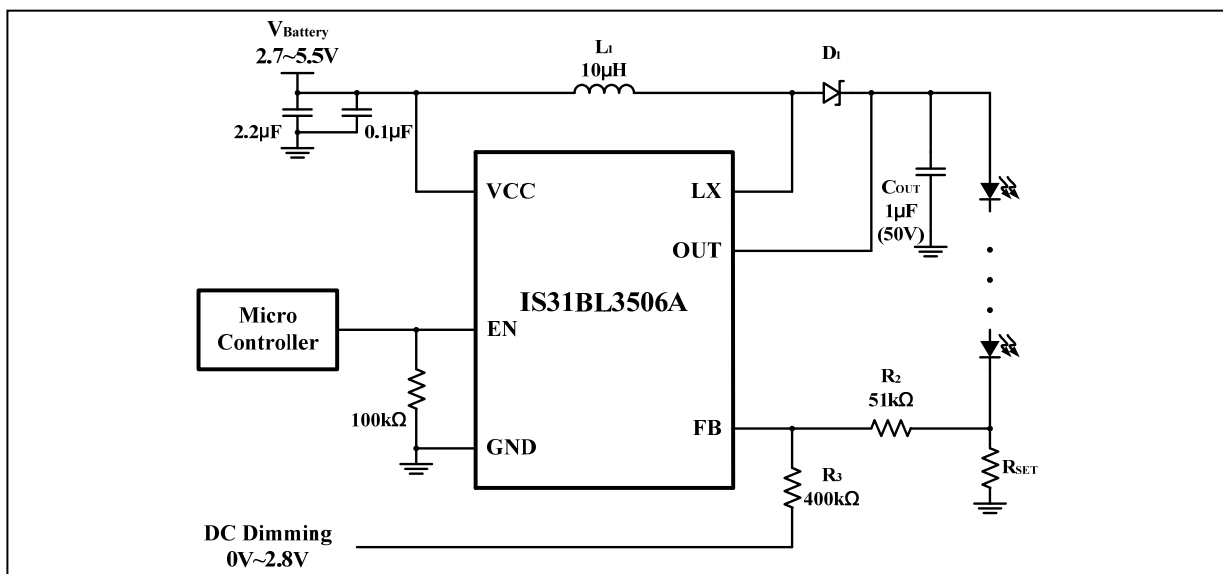 VBattery
2.7~5.5V
L1
10µH
D1
2.2µF
0.1µF
VCC
LX
COUT
1µF
(50V)
OUT
IS31BL3506A
Micro
Controller
EN
R2
51kΩ
100kΩ
FB
GND
RSET
R3
400kΩ
DC Dimming
0V~2.8V